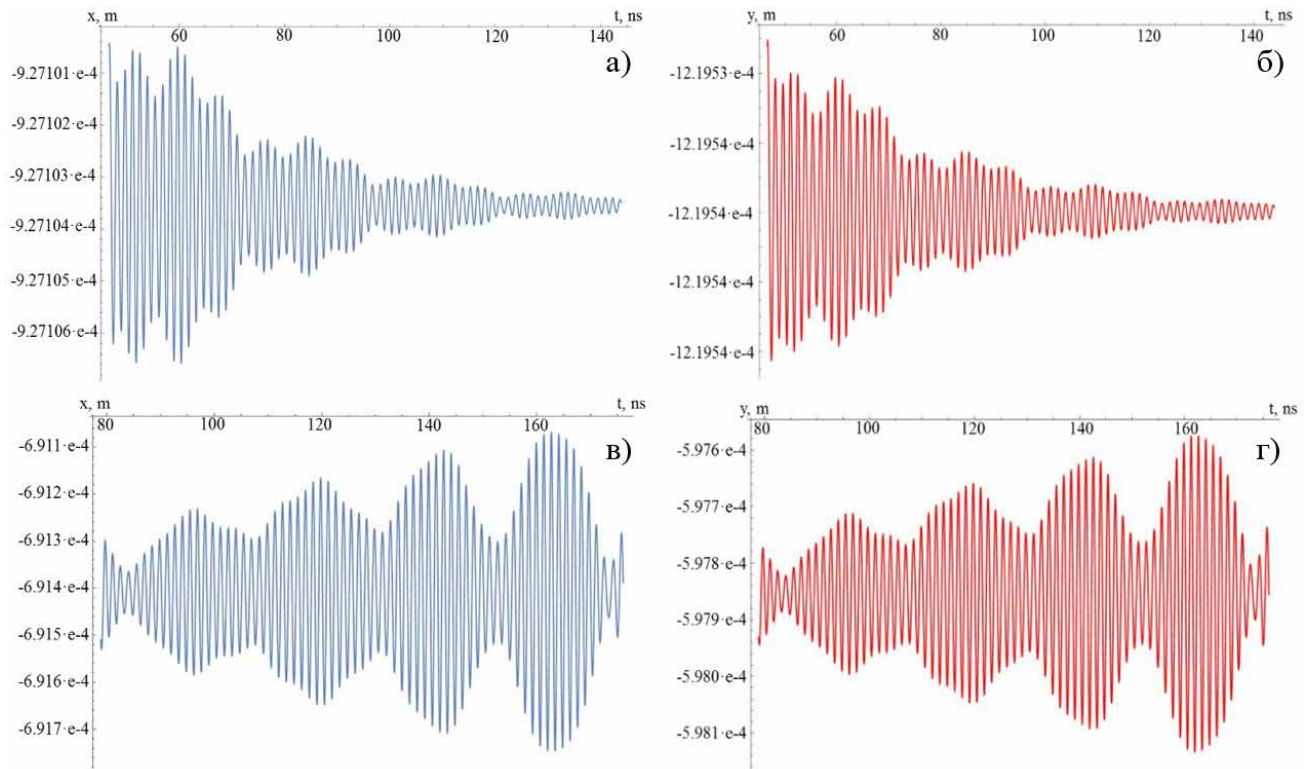 x, m t, ns
60 80 100 120 140
а)
-9.27101·e-4
-9.27102·e-4
-9.27103·e-4
-9.27104·e-4
-9.27105·e-4
-9.27106·e-4
y, m t, ns
60 80 100 120 140
б)
-12.1953·e-4
-12.1954·e-4
-12.1954·e-4
-12.1954·e-4
-12.1954·e-4
x, m t, ns
80 100 120 140 160
в)
-6.911·e-4
-6.912·e-4
-6.913·e-4
-6.914·e-4
-6.915·e-4
-6.916·e-4
-6.917·e-4
y, m t, ns
80 100 120 140 160
г)
-5.976·e-4
-5.977·e-4
-5.978·e-4
-5.979·e-4
-5.980·e-4
-5.981·e-4